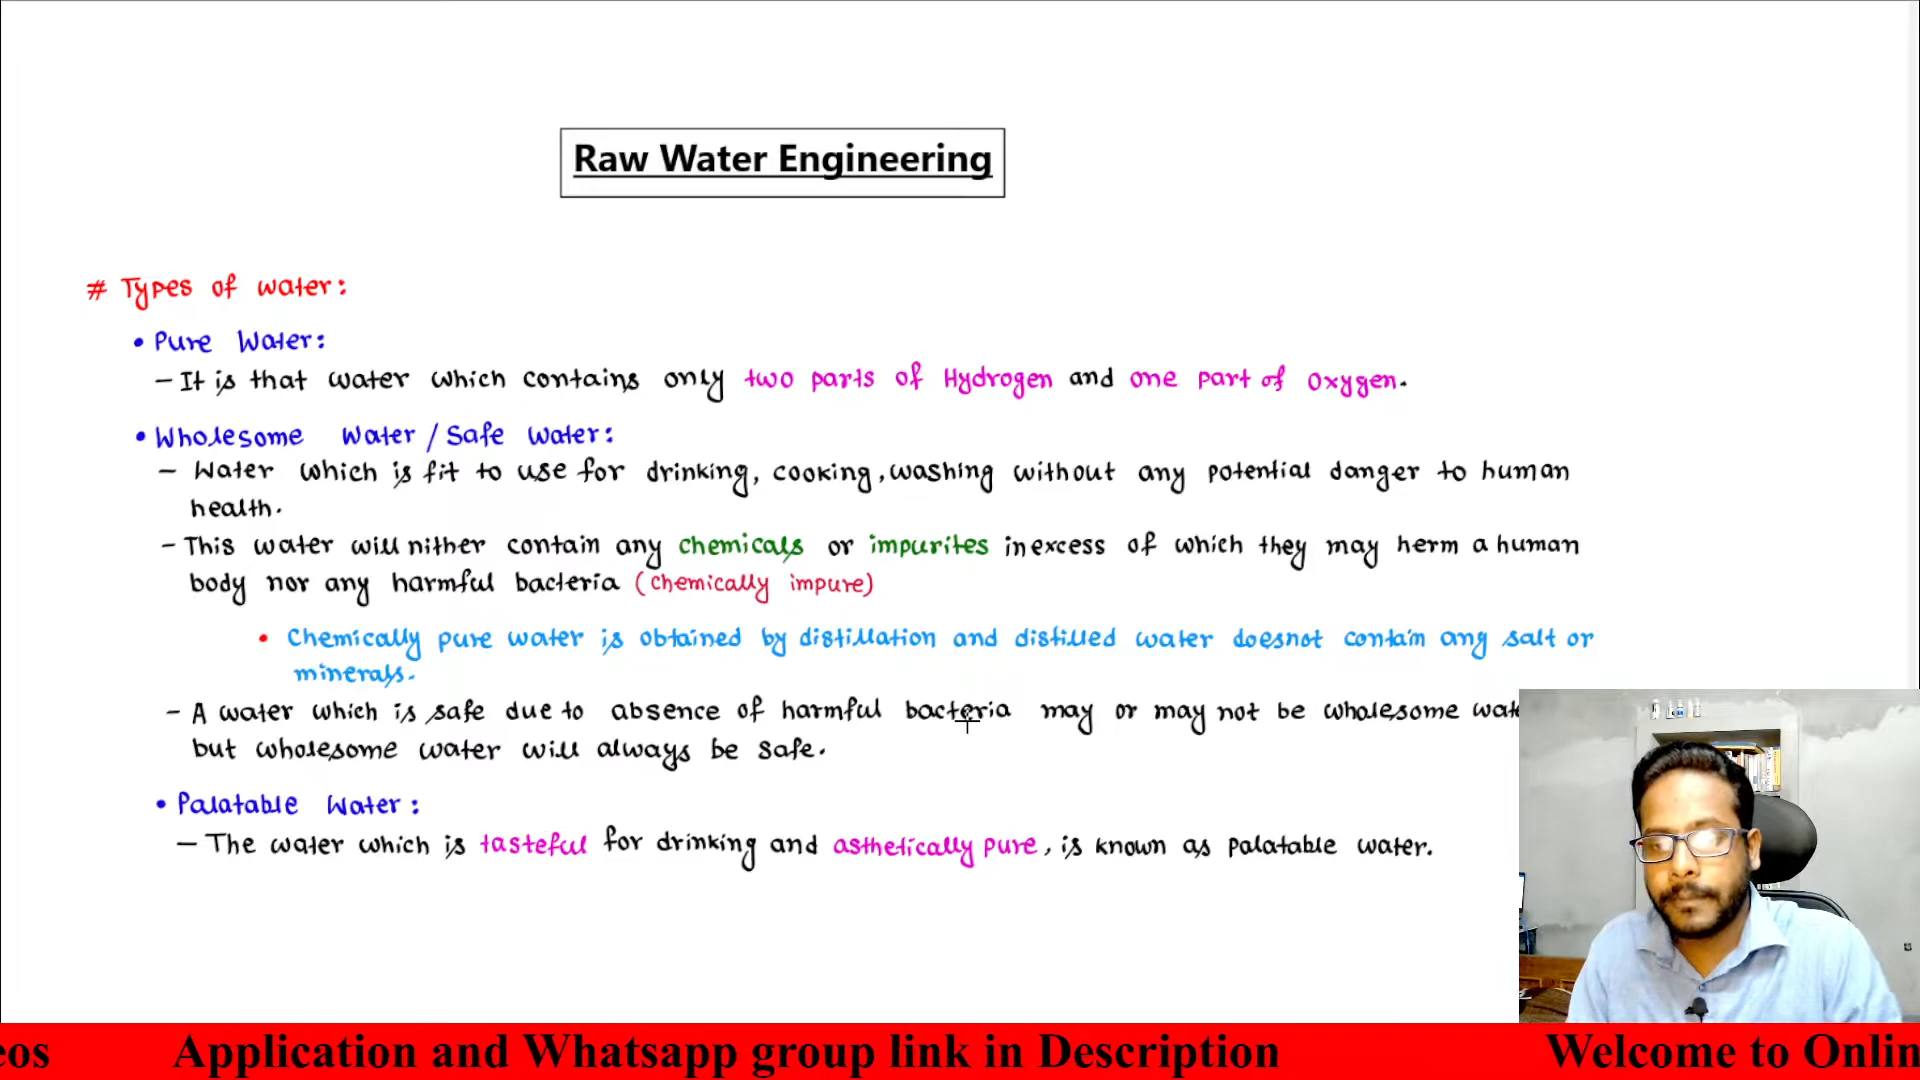 Raw Water Engineering
# Types of water:
• Pure Water:
– It is that water which contains only two parts of Hydrogen and one part of Oxygen.
• Wholesome Water / Safe Water:
– Water which is fit to use for drinking, cooking, washing without any potential danger to human
health.
– This water will nither contain any chemicals or impurites in excess of which they may herm a human
body nor any harmful bacteria (chemically impure)
• Chemically pure water is obtained by distillation and distilled water doesnot contain any salt or
minerals.
– A water which is safe due to absence of harmful bacteria may or may not be wholesome wat
but wholesome water will always be safe.
• Palatable Water:
– The water which is tasteful for drinking and asthetically pure, is known as palatable water.
eos Application and Whatsapp group link in Description Welcome to Onlin